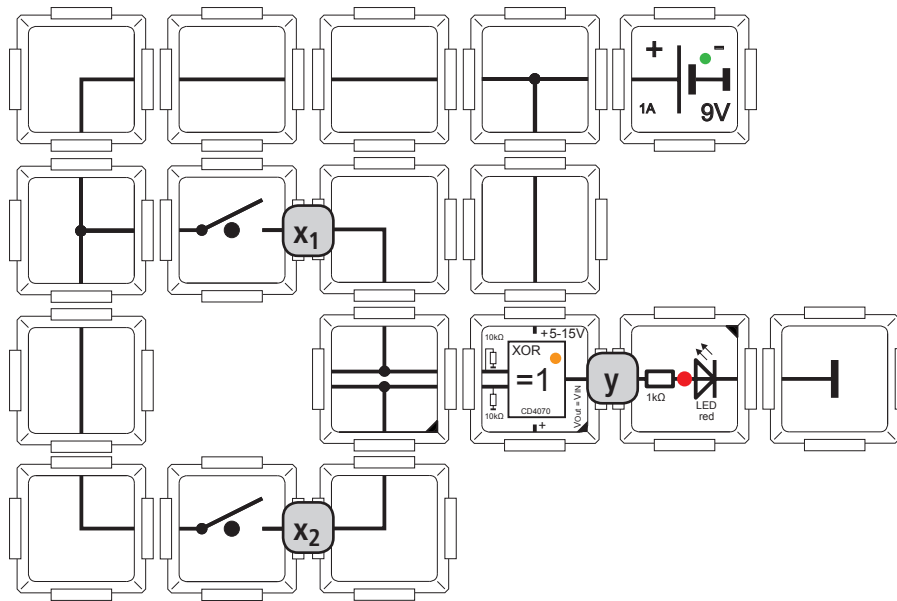 + -
1A 9V
x1
10kΩ
+5-15V
XOR
=1
CD4070
10kΩ
+
VOut = VIN
y
1kΩ
LED
red
x2